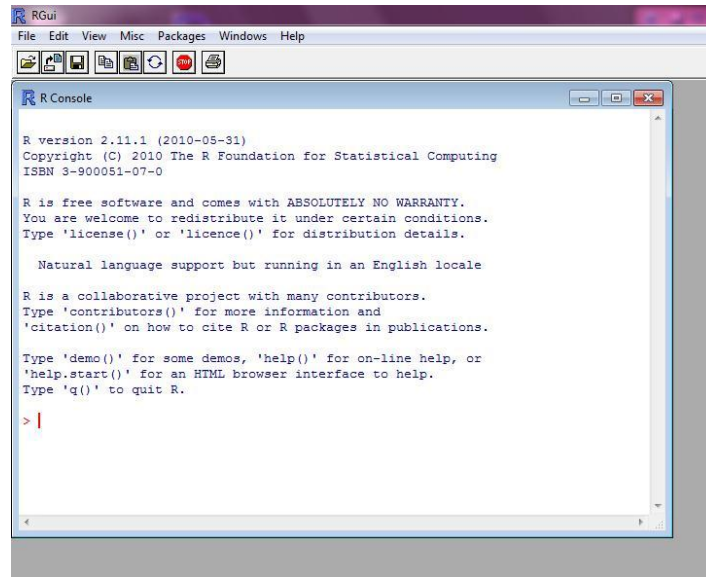 RGui
File Edit View Misc Packages Windows Help
STOP
R Console
R version 2.11.1 (2010-05-31)
Copyright (C) 2010 The R Foundation for Statistical Computing
ISBN 3-900051-07-0
R is free software and comes with ABSOLUTELY NO WARRANTY.
You are welcome to redistribute it under certain conditions.
Type 'license()' or 'licence()' for distribution details.
Natural language support but running in an English locale
R is a collaborative project with many contributors.
Type 'contributors()' for more information and
'citation()' on how to cite R or R packages in publications.
Type 'demo()' for some demos, 'help()' for on-line help, or
'help.start()' for an HTML browser interface to help.
Type 'q()' to quit R.
>